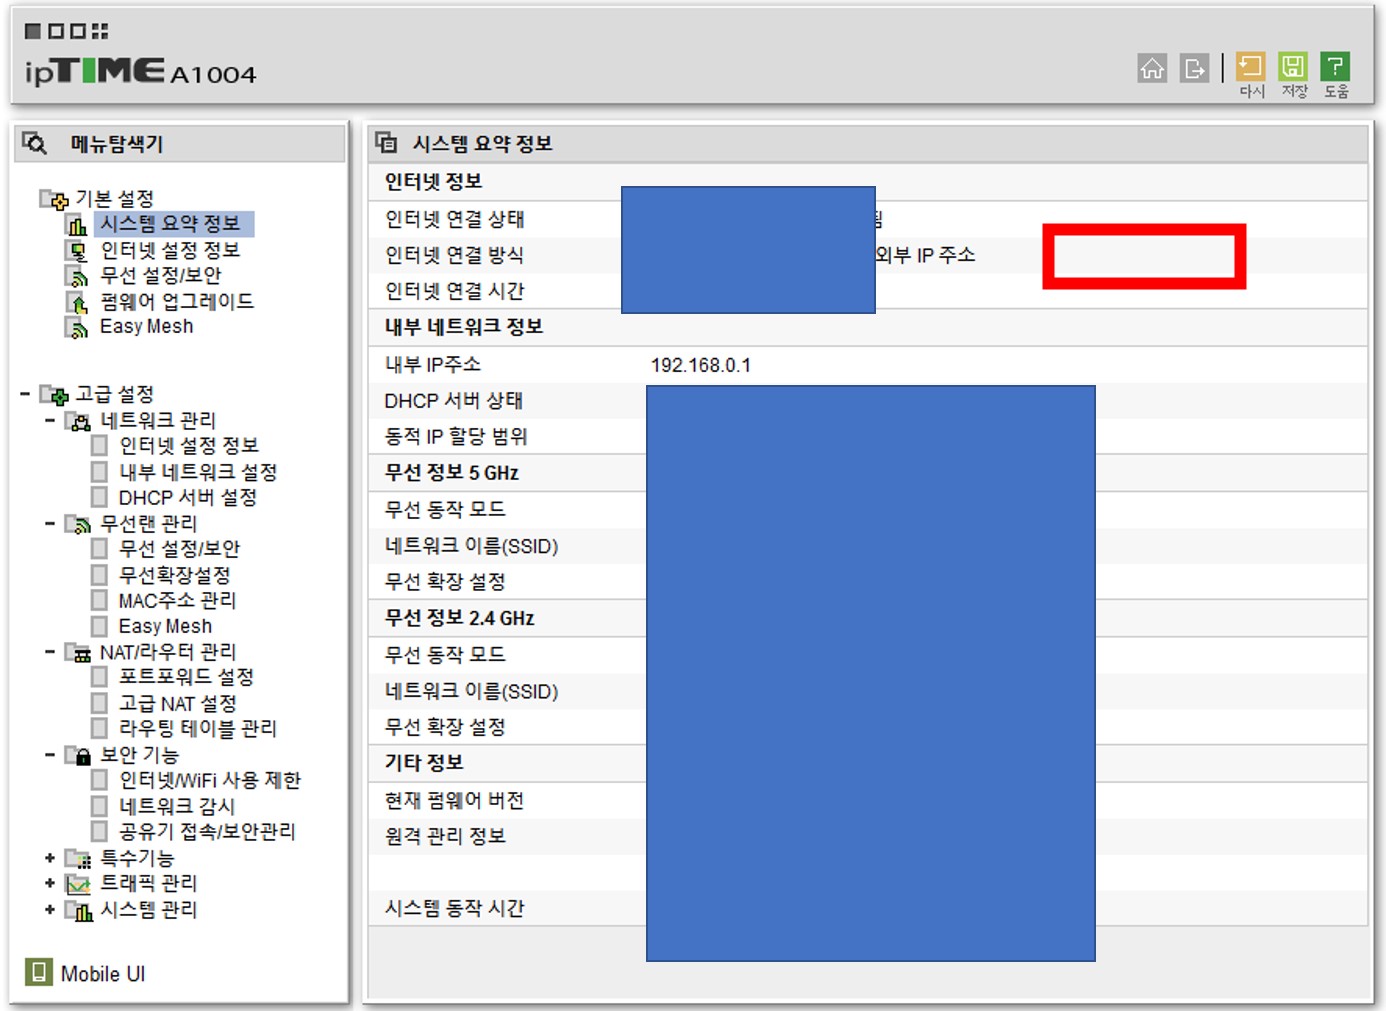 ipTIME A1004
다시 저장 도움
메뉴탐색기
기본 설정
시스템 요약 정보
인터넷 설정 정보
무선 설정/보안
펌웨어 업그레이드
Easy Mesh
고급 설정
네트워크 관리
인터넷 설정 정보
내부 네트워크 설정
DHCP 서버 설정
무선랜 관리
무선 설정/보안
무선확장설정
MAC주소 관리
Easy Mesh
NAT/라우터 관리
포트포워드 설정
고급 NAT 설정
라우팅 테이블 관리
보안 기능
인터넷/WiFi 사용 제한
네트워크 감시
공유기 접속/보안관리
특수기능
트래픽 관리
시스템 관리
Mobile UI
시스템 요약 정보
인터넷 정보
인터넷 연결 상태
인터넷 연결 방식 외부 IP 주소
인터넷 연결 시간
내부 네트워크 정보
내부 IP주소 192.168.0.1
DHCP 서버 상태
동적 IP 할당 범위
무선 정보 5 GHz
무선 동작 모드
네트워크 이름(SSID)
무선 확장 설정
무선 정보 2.4 GHz
무선 동작 모드
네트워크 이름(SSID)
무선 확장 설정
기타 정보
현재 펌웨어 버전
원격 관리 정보
시스템 동작 시간